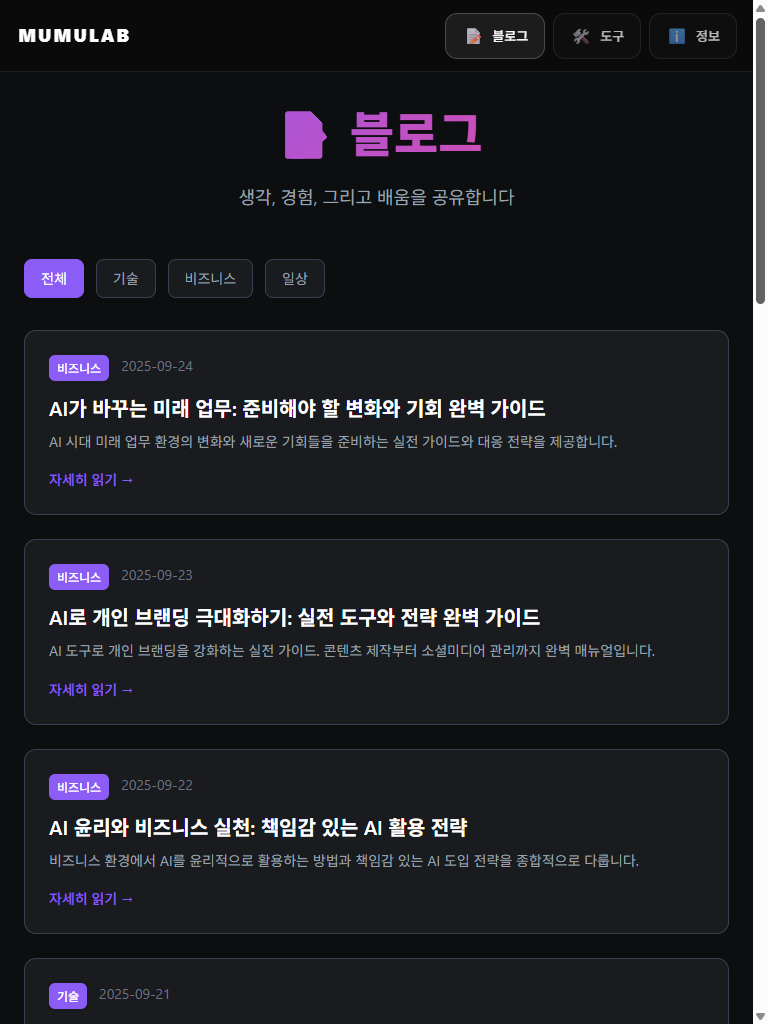 MUMULAB
📝 블로그
🛠️ 도구
ℹ️ 정보
블로그
생각, 경험, 그리고 배움을 공유합니다
전체
기술
비즈니스
일상
비즈니스 2025-09-24
AI가 바꾸는 미래 업무: 준비해야 할 변화와 기회 완벽 가이드
AI 시대 미래 업무 환경의 변화와 새로운 기회들을 준비하는 실전 가이드와 대응 전략을 제공합니다.
자세히 읽기 →
비즈니스 2025-09-23
AI로 개인 브랜딩 극대화하기: 실전 도구와 전략 완벽 가이드
AI 도구로 개인 브랜딩을 강화하는 실전 가이드. 콘텐츠 제작부터 소셜미디어 관리까지 완벽 매뉴얼입니다.
자세히 읽기 →
비즈니스 2025-09-22
AI 윤리와 비즈니스 실천: 책임감 있는 AI 활용 전략
비즈니스 환경에서 AI를 윤리적으로 활용하는 방법과 책임감 있는 AI 도입 전략을 종합적으로 다룹니다.
자세히 읽기 →
기술 2025-09-21